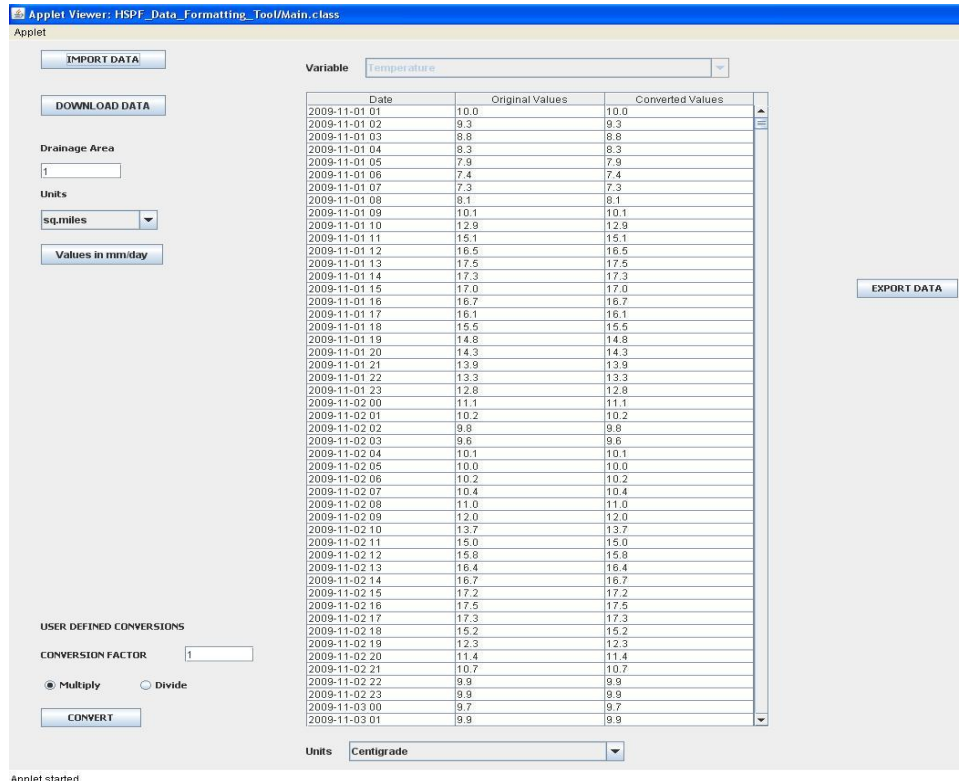 Applet Viewer: HSPF_Data_Formatting_Tool/Main.class
Applet
IMPORT DATA
DOWNLOAD DATA
Drainage Area
1
Units
sq.miles
Values in mm/day
USER DEFINED CONVERSIONS
CONVERSION FACTOR 1
Multiply Divide
CONVERT
Variable Temperature
Date Original Values Converted Values
2009-11-01 01 10.0 10.0
2009-11-01 02 9.3 9.3
2009-11-01 03 8.8 8.8
2009-11-01 04 8.3 8.3
2009-11-01 05 7.9 7.9
2009-11-01 06 7.4 7.4
2009-11-01 07 7.3 7.3
2009-11-01 08 8.1 8.1
2009-11-01 09 10.1 10.1
2009-11-01 10 12.9 12.9
2009-11-01 11 15.1 15.1
2009-11-01 12 16.5 16.5
2009-11-01 13 17.5 17.5
2009-11-01 14 17.3 17.3
2009-11-01 15 17.0 17.0
2009-11-01 16 16.7 16.7
2009-11-01 17 16.1 16.1
2009-11-01 18 15.5 15.5
2009-11-01 19 14.8 14.8
2009-11-01 20 14.3 14.3
2009-11-01 21 13.9 13.9
2009-11-01 22 13.3 13.3
2009-11-01 23 12.8 12.8
2009-11-02 00 11.1 11.1
2009-11-02 01 10.2 10.2
2009-11-02 02 9.8 9.8
2009-11-02 03 9.6 9.6
2009-11-02 04 10.1 10.1
2009-11-02 05 10.0 10.0
2009-11-02 06 10.2 10.2
2009-11-02 07 10.4 10.4
2009-11-02 08 11.0 11.0
2009-11-02 09 12.0 12.0
2009-11-02 10 13.7 13.7
2009-11-02 11 15.0 15.0
2009-11-02 12 15.8 15.8
2009-11-02 13 16.4 16.4
2009-11-02 14 16.7 16.7
2009-11-02 15 17.2 17.2
2009-11-02 16 17.5 17.5
2009-11-02 17 17.3 17.3
2009-11-02 18 15.2 15.2
2009-11-02 19 12.3 12.3
2009-11-02 20 11.4 11.4
2009-11-02 21 10.7 10.7
2009-11-02 22 9.9 9.9
2009-11-02 23 9.9 9.9
2009-11-03 00 9.7 9.7
2009-11-03 01 9.9 9.9
Units Centigrade
EXPORT DATA
Applet started